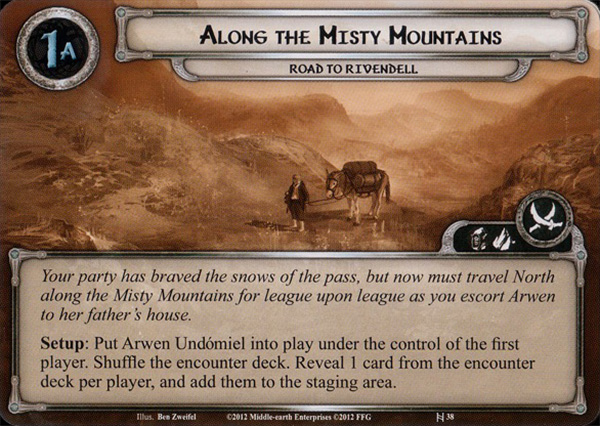 1A
Along the Misty Mountains
Road to Rivendell
Your party has braved the snows of the pass, but now must travel North
along the Misty Mountains for league upon league as you escort Arwen
to her father's house.
Setup: Put Arwen Undómiel into play under the control of the first
player. Shuffle the encounter deck. Reveal 1 card from the encounter
deck per player, and add them to the staging area.
Illus. Ben Zweifel ©2012 Middle-earth Enterprises ©2012 FFG 38